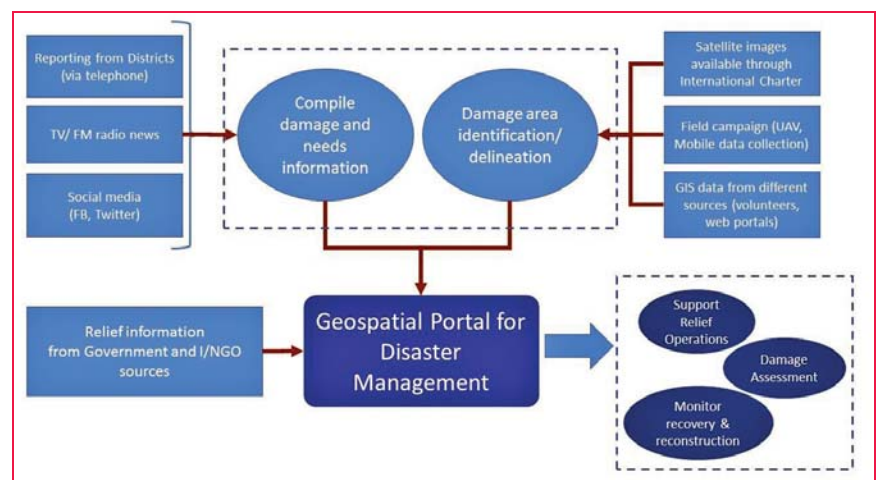 Reporting from Districts
(via telephone)
TV/ FM radio news
Social media
(FB, Twitter)
Compile
damage and
needs
information
Damage area
identification/
delineation
Satellite images
available through
International Charter
Field campaign (UAV,
Mobile data collection)
GIS data from different
sources (volunteers,
web portals)
Relief information
from Government and I/NGO
sources
Geospatial Portal for
Disaster
Management
Support
Relief
Operations
Damage
Assessment
Monitor
recovery &
reconstruction